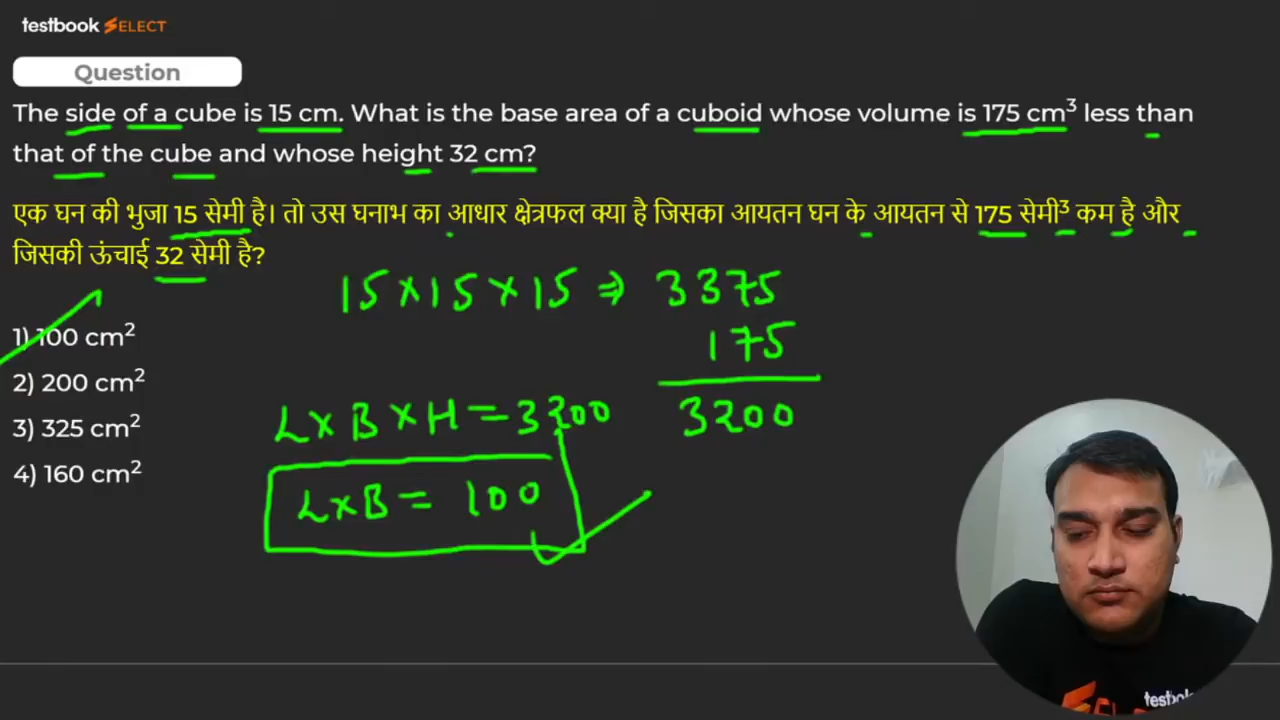 testbook SELECT
Question
The side of a cube is 15 cm. What is the base area of a cuboid whose volume is 175 cm³ less than
that of the cube and whose height 32 cm?
एक घन की भुजा 15 सेमी है। तो उस घनाभ का आधार क्षेत्रफल क्या है जिसका आयतन घन के आयतन से 175 सेमी³ कम है और
जिसकी ऊंचाई 32 सेमी है?
15×15×15 ⇒ 3375
175
3200
1) 100 cm²
2) 200 cm²
3) 325 cm²
4) 160 cm²
L×B×H=3200
L×B= 100